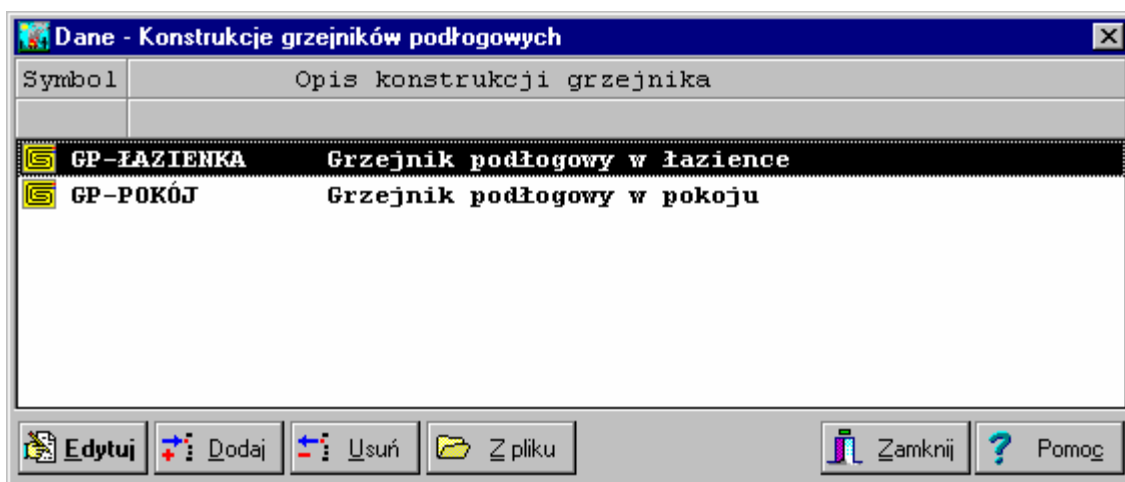 Dane - Konstrukcje grzejników podłogowych
Symbol Opis konstrukcji grzejnika
GP-ŁAZIENKA Grzejnik podłogowy w łazience
GP-POKÓJ Grzejnik podłogowy w pokoju
Edytuj Dodaj Usuń Z pliku Zamknij Pomoc